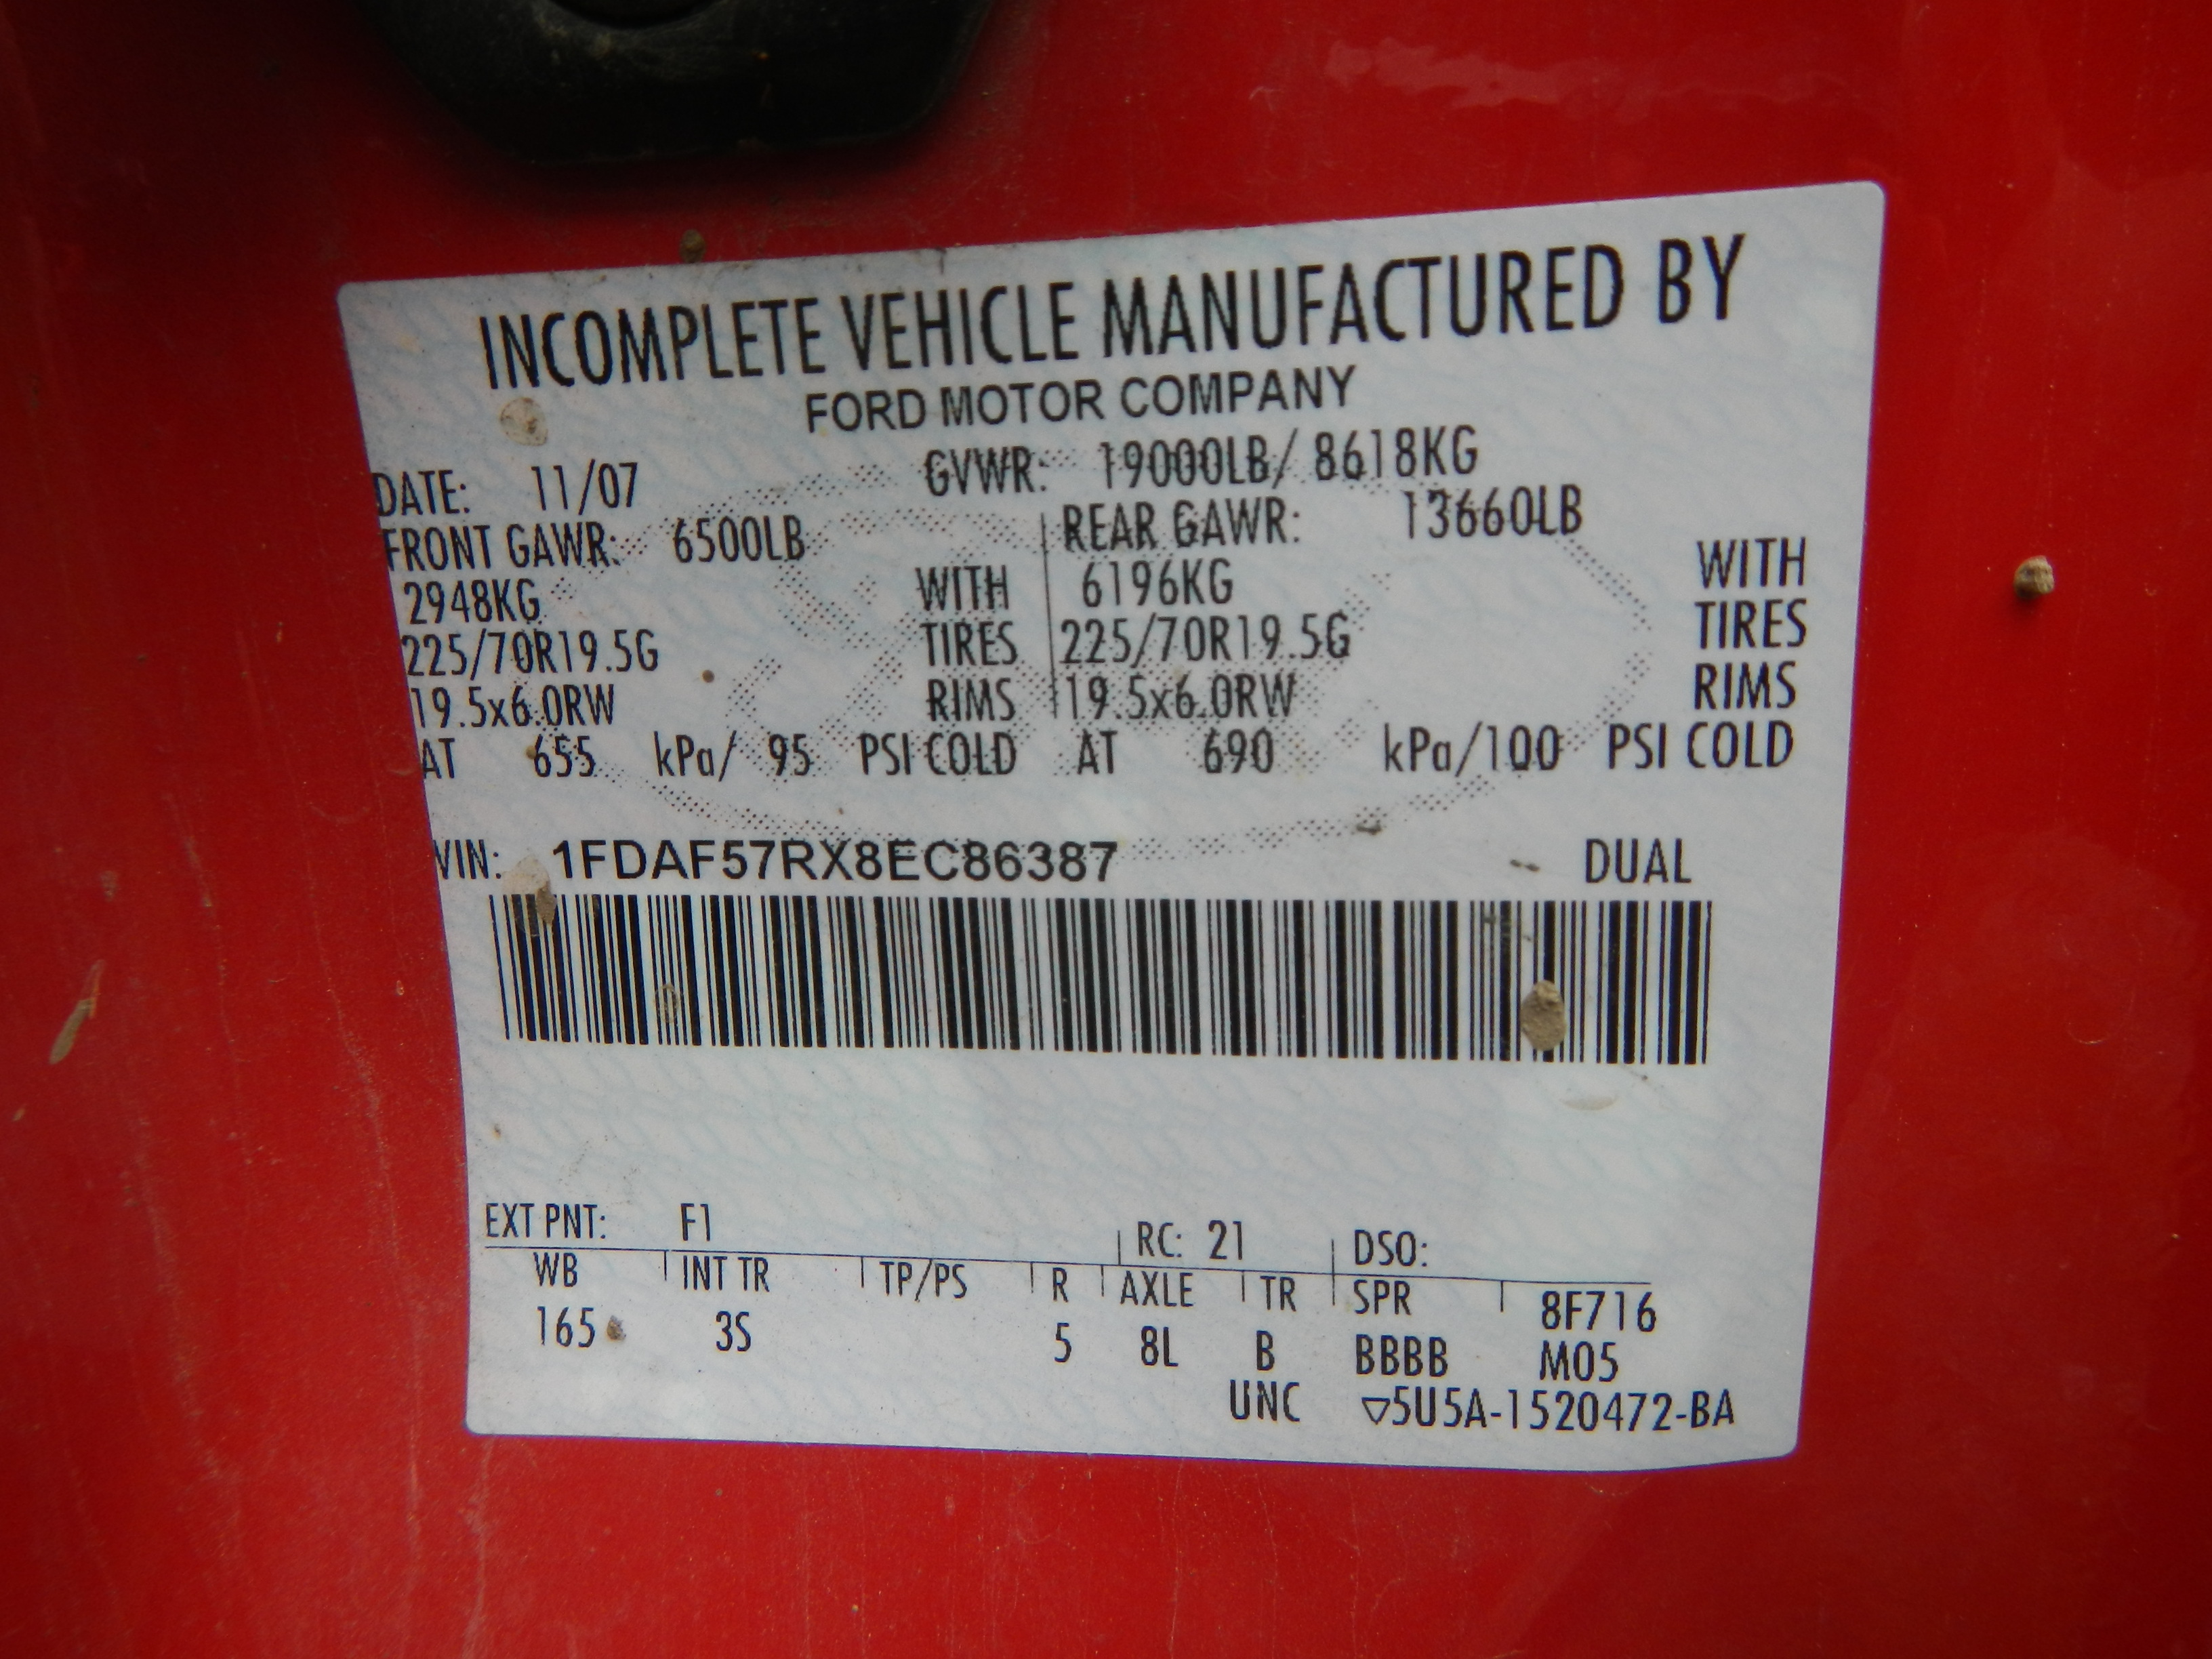 INCOMPLETE VEHICLE MANUFACTURED BY
FORD MOTOR COMPANY
DATE: 11/07 GVWR: 19000LB/ 8618KG
FRONT GAWR: 6500LB REAR GAWR: 13660LB
2948KG WITH 6196KG WITH
225/70R19.5G TIRES 225/70R19.5G TIRES
19.5x6.0RW RIMS 19.5x6.0RW RIMS
AT 655 kPa/ 95 PSI COLD AT 690 kPa/100 PSI COLD
VIN: 1FDAF57RX8EC86387 DUAL
EXT PNT: F1 RC: 21 DSO:
WB INT TR TP/PS R AXLE TR SPR 8F716
165 3S 5 8L B BBBB M05
UNC ▽5U5A-1520472-BA